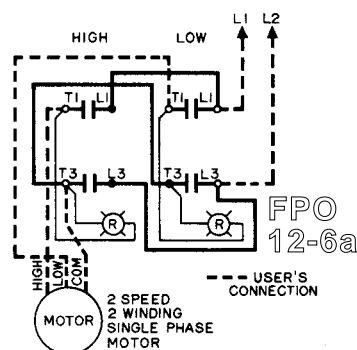 L1 L2
HIGH LOW
T1 L1 T1 L1
T3 L3 T3 L3
R R
FPO
12-6a
HIGH
LOW
COM
USER'S
CONNECTION
MOTOR
2 SPEED
2 WINDING
SINGLE PHASE
MOTOR